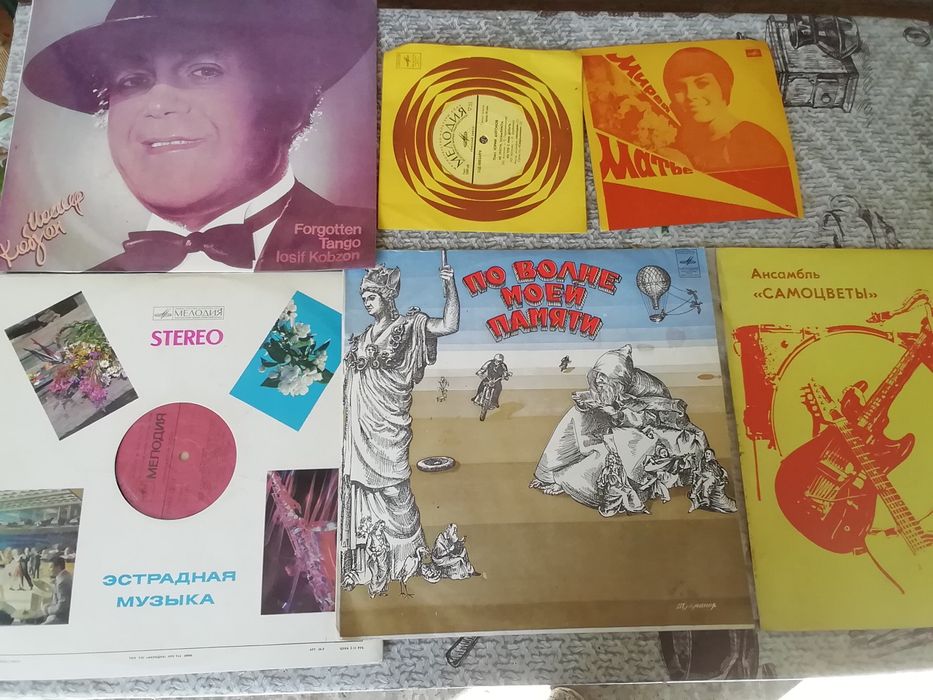 Иосиф
Кобзон
Forgotten
Tango
Iosif Kobzon
МЕЛОДИЯ
Мирей
Матье
МЕЛОДИЯ
STEREO
МЕЛОДИЯ
ЭСТРАДНАЯ
МУЗЫКА
ПО ВОЛНЕ
МОЕЙ
ПАМЯТИ
Ансамбль
«САМОЦВЕТЫ»